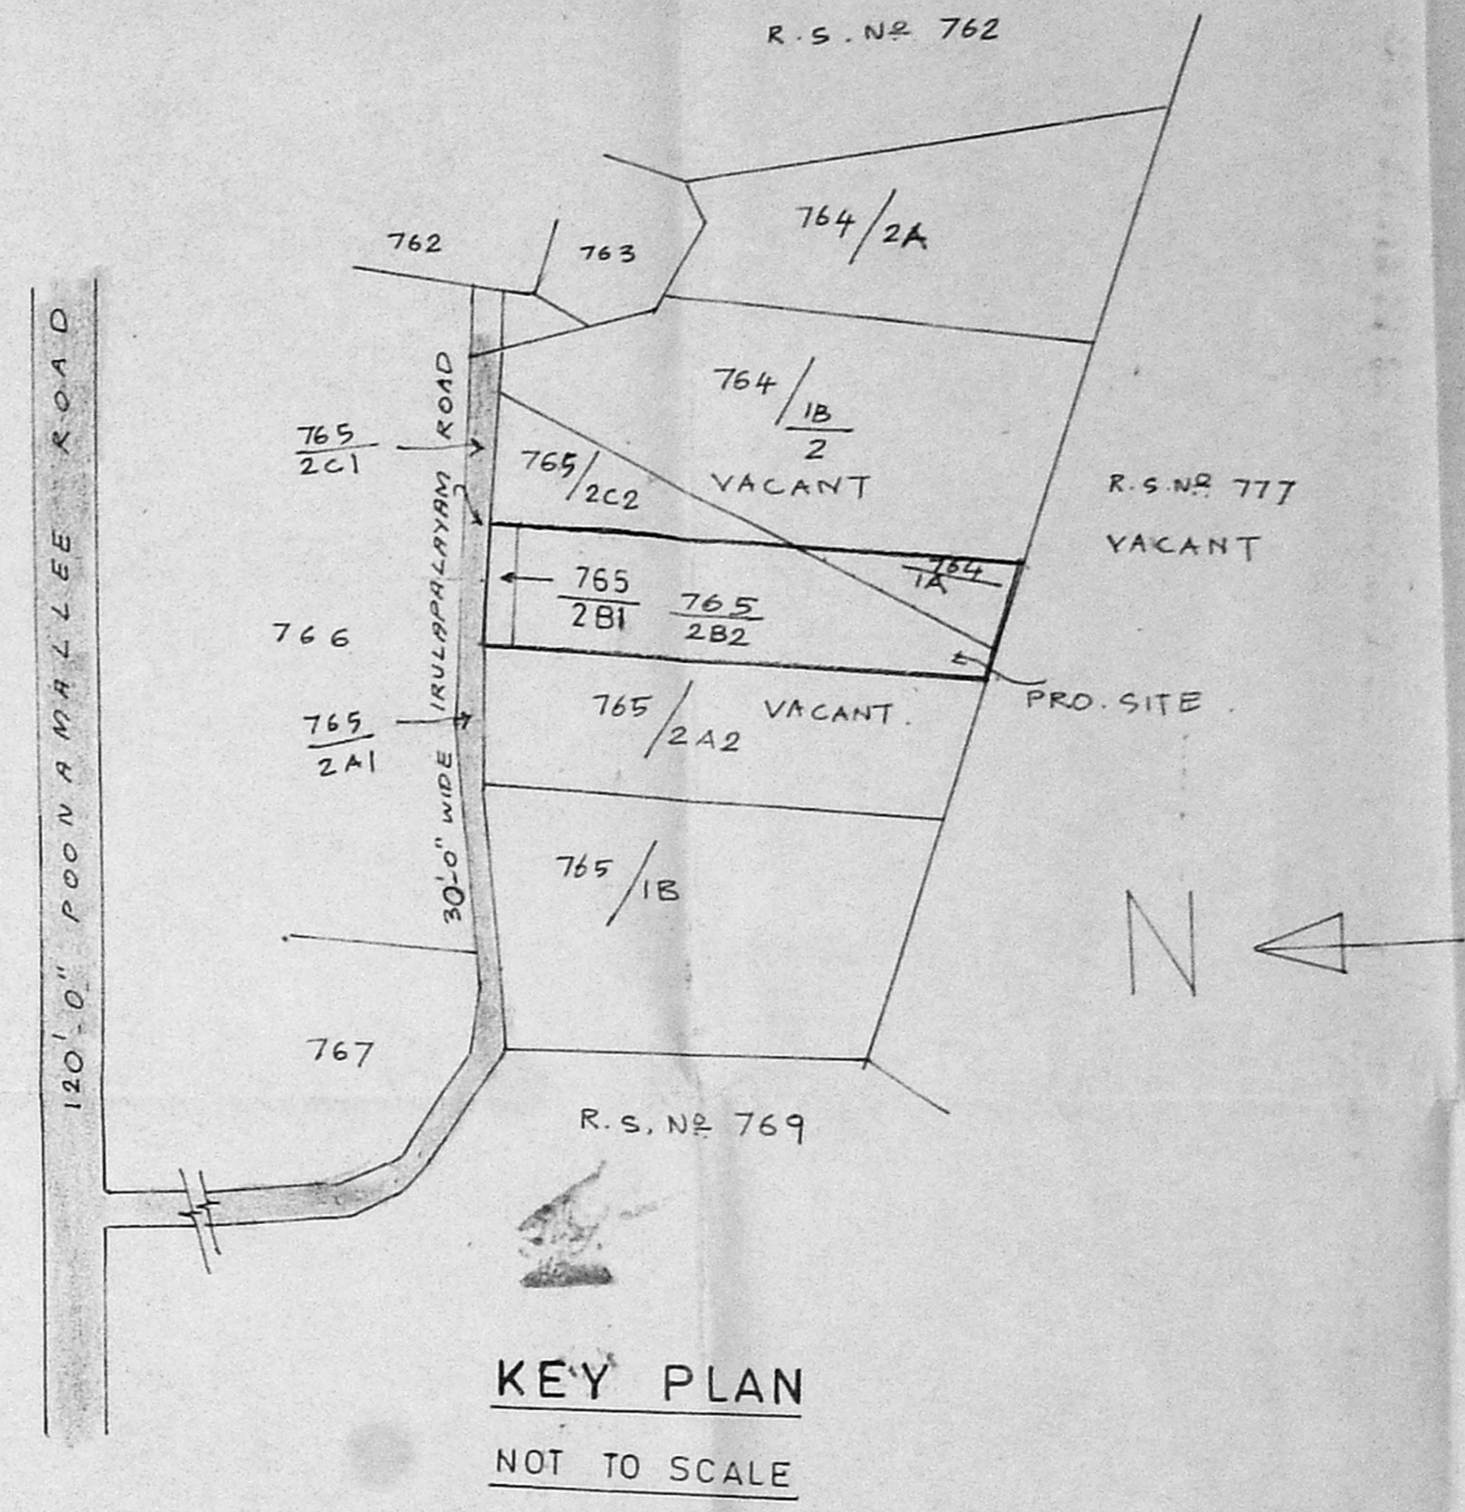 R.S.Nº 762
764/2A
762
763
764/1B/2
VACANT
765/2C1
765/2C2
R.S.Nº 777
VACANT
764/1A
765/2B1
765/2B2
766
PRO. SITE.
765/2A2
VACANT.
765/2A1
30'-0" WIDE IRULAPALAYAM ROAD
120'-0" POONAMALLEE ROAD
765/1B
N
767
R.S.Nº 769
KEY PLAN
NOT TO SCALE